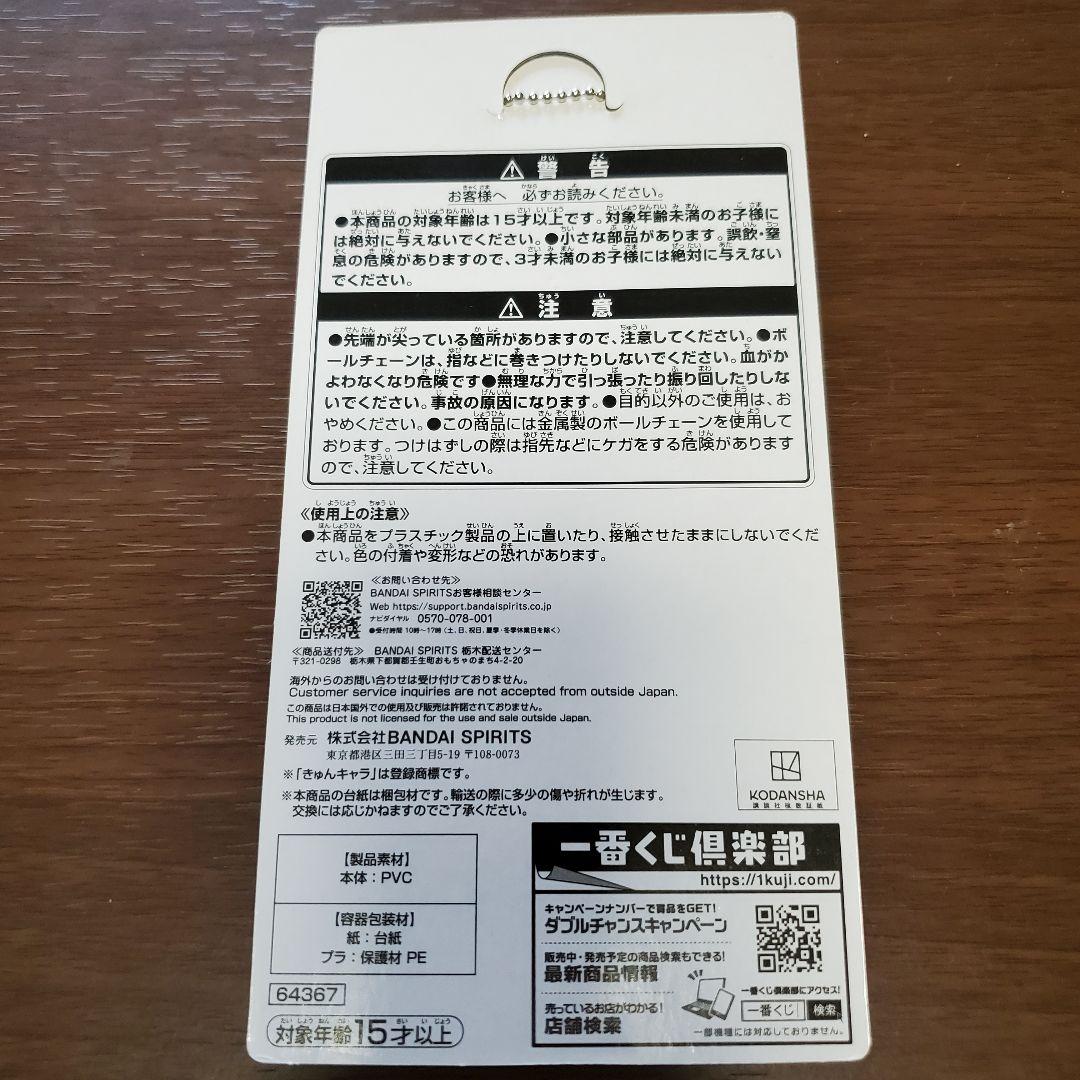 ⚠警告
お客様へ 必ずお読みください。
●本商品の対象年齢は15才以上です。対象年齢未満のお子様に
は絶対に与えないでください。●小さな部品があります。誤飲・窒
息の危険がありますので、3才未満のお子様には絶対に与えない
でください。
⚠注意
●先端が尖っている箇所がありますので、注意してください。●ボ
ールチェーンは、指などに巻きつけたりしないでください。血がか
よわなくなり危険です●無理な力で引っ張ったり振り回したりしな
いでください。事故の原因になります。●目的以外のご使用は、お
やめください。●この商品には金属製のボールチェーンを使用して
おります。つけはずしの際は指先などにケガをする危険があります
ので、注意してください。
≪使用上の注意≫
●本商品をプラスチック製品の上に置いたり、接触させたままにしないでくだ
さい。色の付着や変形などの恐れがあります。
≪お問い合わせ先≫
BANDAI SPIRITSお客様相談センター
Web https://support.bandaispirits.co.jp
ナビダイヤル 0570-078-001
●受付時間 10時〜17時(土、日、祝日、夏季・冬季休業日を除く)
≪商品送付先≫ BANDAI SPIRITS 栃木配送センター
〒321-0298 栃木県下都賀郡壬生町おもちゃのまち4-2-20
海外からのお問い合わせは受け付けておりません。
Customer service inquiries are not accepted from outside Japan.
この商品は日本国外での使用及び販売は許諾されておりません。
This product is not licensed for the use and sale outside Japan.
発売元 株式会社BANDAI SPIRITS
東京都港区三田三丁目5-19 〒108-0073
※「きゅんキャラ」は登録商標です。
※本商品の台紙は梱包材です。輸送の際に多少の傷や折れが生じます。
交換には応じかねますのでご了承ください。
KODANSHA
講談社検数証紙
【製品素材】
本体：PVC
【容器包装材】
紙：台紙
プラ：保護材 PE
64367
対象年齢15才以上
一番くじ倶楽部
https://1kuji.com/
キャンペーンナンバーで賞品をGET!
ダブルチャンスキャンペーン
販売中・発売予定の商品検索もできる!
最新商品情報
売っているお店がわかる!
店舗検索
一番くじ倶楽部にアクセス!
一番くじ 検索
一部機種には対応しておりません。